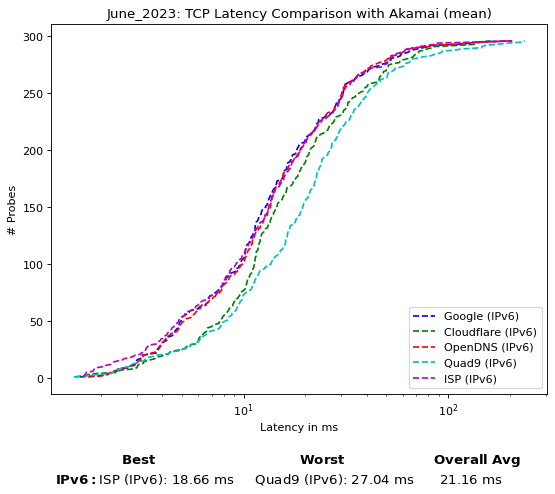 June_2023: TCP Latency Comparison with Akamai (mean)
300
250
200
150
100
50
0
# Probes
10¹ 10²
Latency in ms
Google (IPv6)
Cloudflare (IPv6)
OpenDNS (IPv6)
Quad9 (IPv6)
ISP (IPv6)
Best Worst Overall Avg
IPv6: ISP (IPv6): 18.66 ms Quad9 (IPv6): 27.04 ms 21.16 ms